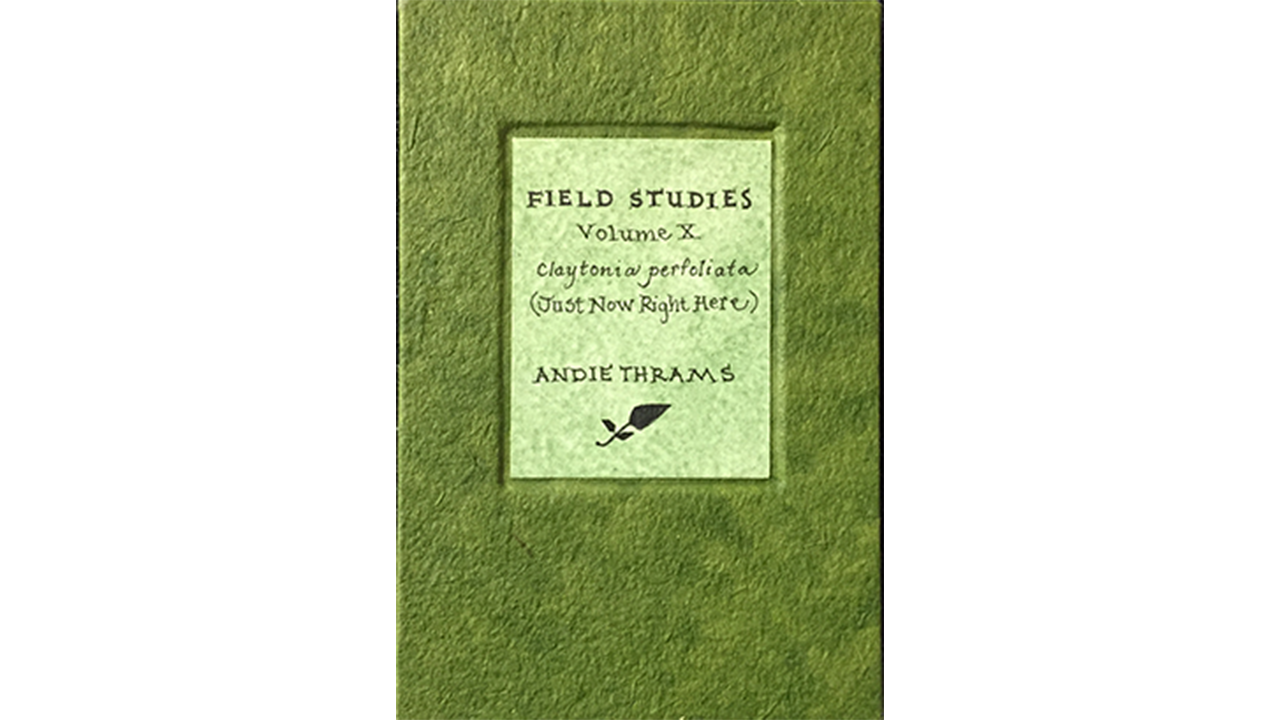 FIELD STUDIES
Volume X
Claytonia perfoliata
(Just Now Right Here)
ANDIE THRAMS